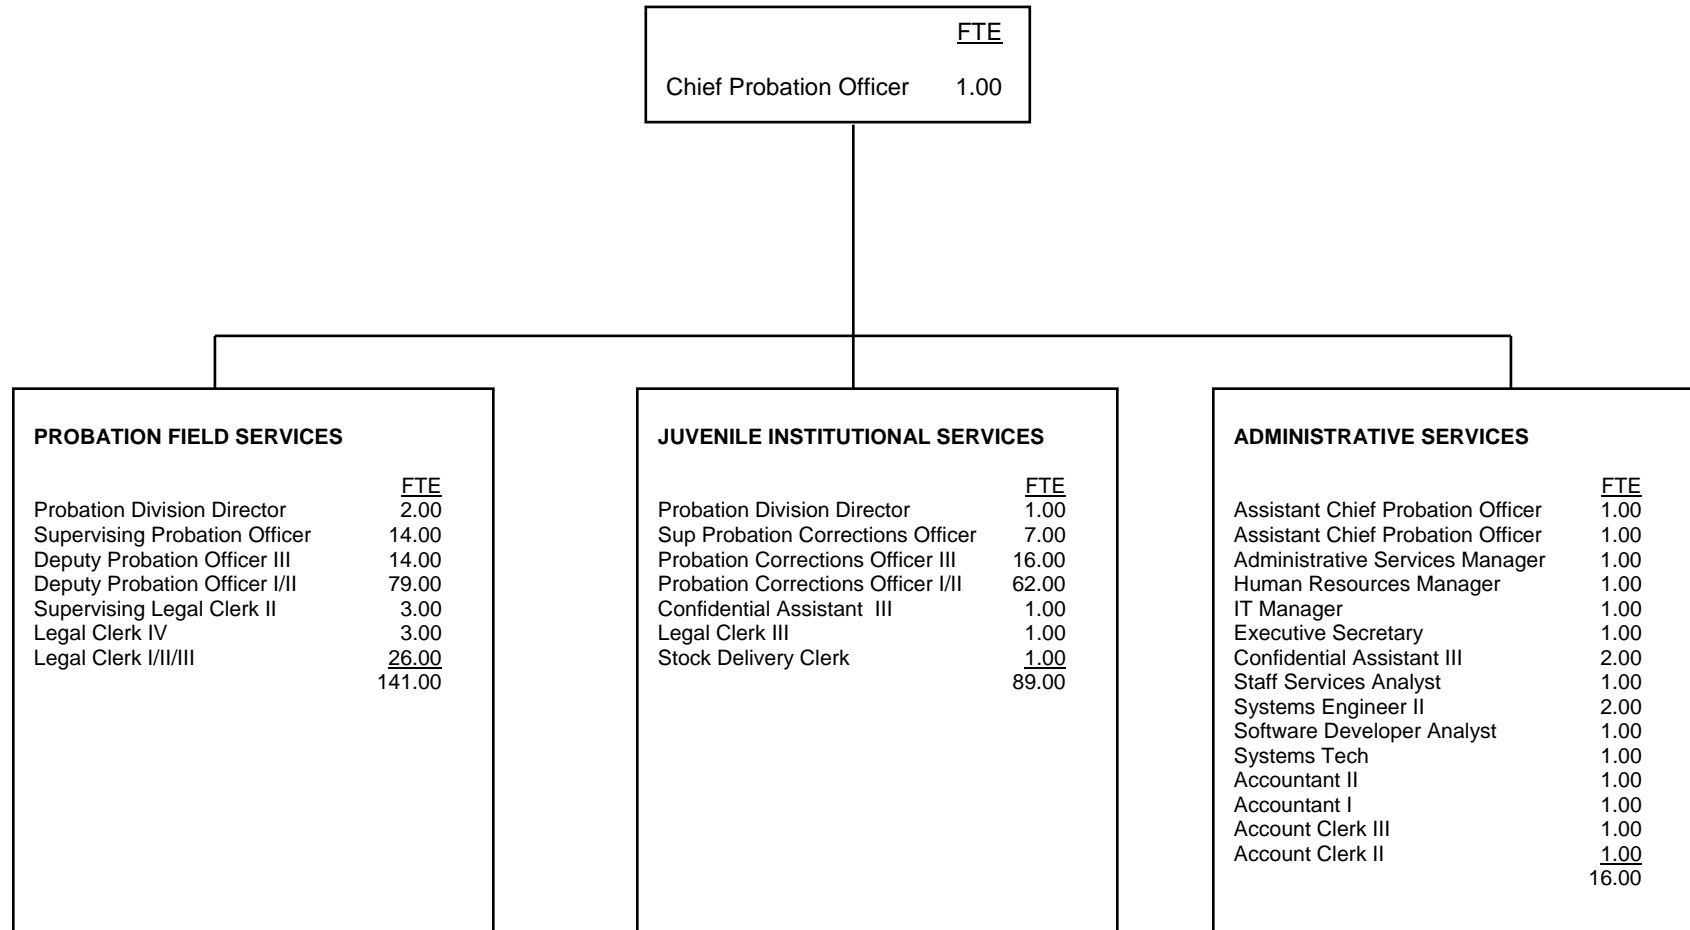 FTE
Chief Probation Officer 1.00
PROBATION FIELD SERVICES
FTE
Probation Division Director 2.00
Supervising Probation Officer 14.00
Deputy Probation Officer III 14.00
Deputy Probation Officer I/II 79.00
Supervising Legal Clerk II 3.00
Legal Clerk IV 3.00
Legal Clerk I/II/III 26.00
141.00
JUVENILE INSTITUTIONAL SERVICES
FTE
Probation Division Director 1.00
Sup Probation Corrections Officer 7.00
Probation Corrections Officer III 16.00
Probation Corrections Officer I/II 62.00
Confidential Assistant  III 1.00
Legal Clerk III 1.00
Stock Delivery Clerk 1.00
89.00
ADMINISTRATIVE SERVICES
FTE
Assistant Chief Probation Officer 1.00
Assistant Chief Probation Officer 1.00
Administrative Services Manager 1.00
Human Resources Manager 1.00
IT Manager 1.00
Executive Secretary 1.00
Confidential Assistant III 2.00
Staff Services Analyst 1.00
Systems Engineer II 2.00
Software Developer Analyst 1.00
Systems Tech 1.00
Accountant II 1.00
Accountant I 1.00
Account Clerk III 1.00
Account Clerk II 1.00
16.00